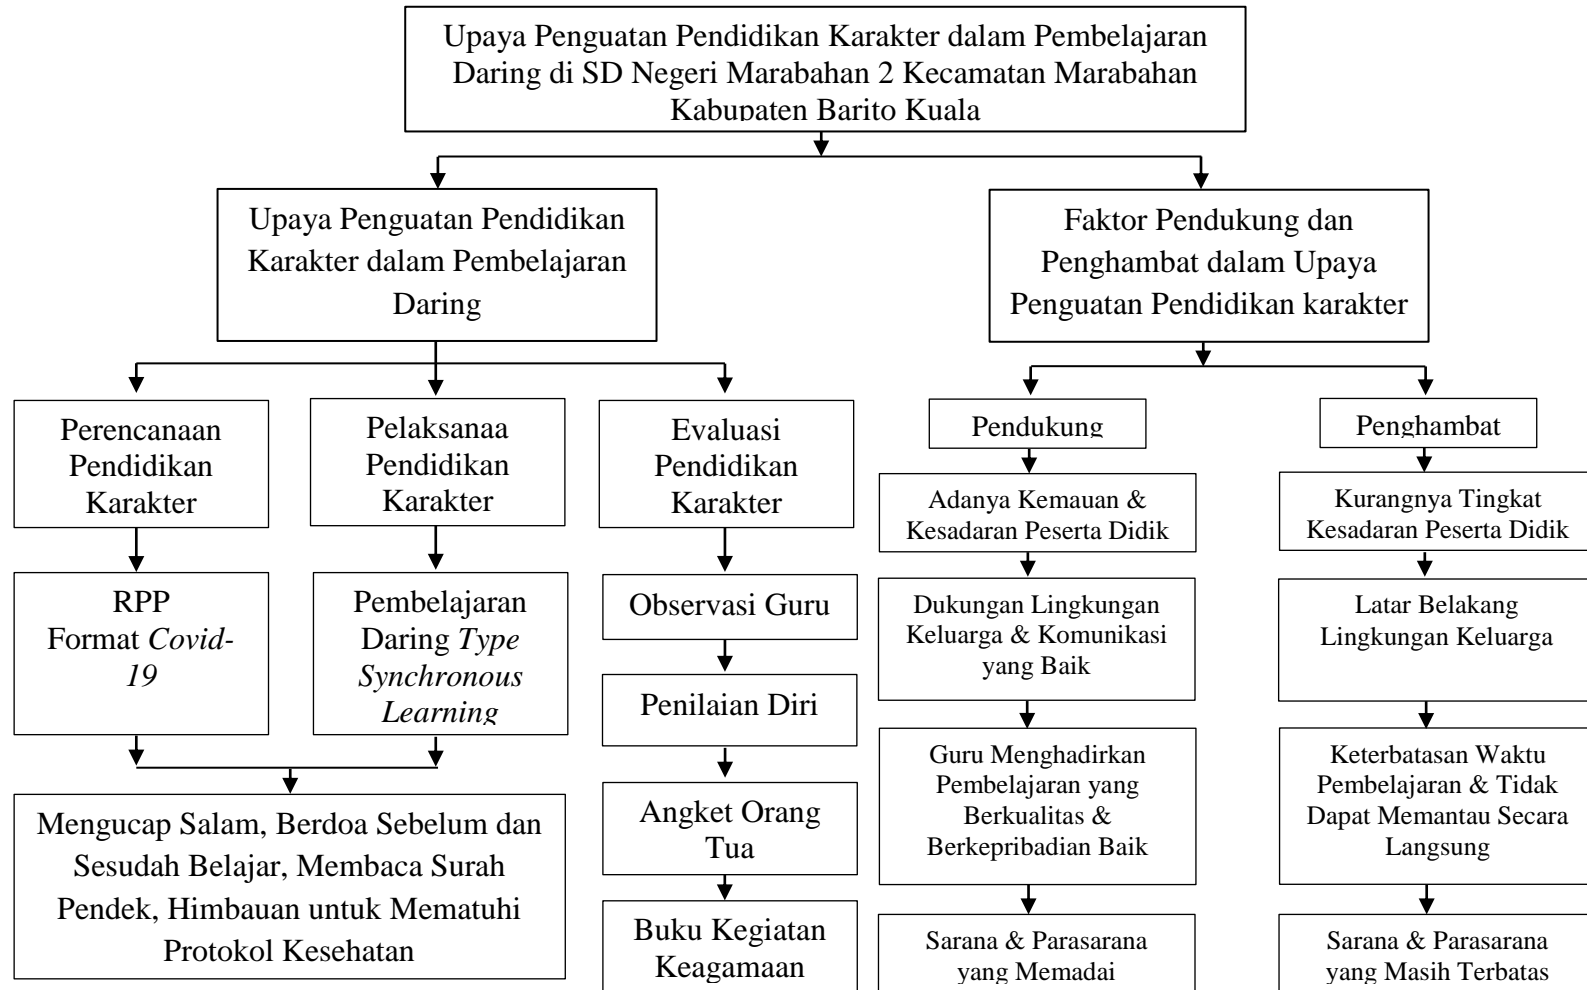 Upaya Penguatan Pendidikan Karakter dalam Pembelajaran
Daring di SD Negeri Marabahan 2 Kecamatan Marabahan
Kabupaten Barito Kuala
Upaya Penguatan Pendidikan
Karakter dalam Pembelajaran
Daring
Faktor Pendukung dan
Penghambat dalam Upaya
Penguatan Pendidikan karakter
Perencanaan
Pendidikan
Karakter
Pelaksanaa
Pendidikan
Karakter
Evaluasi
Pendidikan
Karakter
Pendukung
Penghambat
RPP
Format Covid-
19
Pembelajaran
Daring Type
Synchronous
Learning
Mengucap Salam, Berdoa Sebelum dan
Sesudah Belajar, Membaca Surah
Pendek, Himbauan untuk Mematuhi
Protokol Kesehatan
Observasi Guru
Penilaian Diri
Angket Orang
Tua
Buku Kegiatan
Keagamaan
Adanya Kemauan &
Kesadaran Peserta Didik
Dukungan Lingkungan
Keluarga & Komunikasi
yang Baik
Guru Menghadirkan
Pembelajaran yang
Berkualitas &
Berkepribadian Baik
Sarana & Parasarana
yang Memadai
Kurangnya Tingkat
Kesadaran Peserta Didik
Latar Belakang
Lingkungan Keluarga
Keterbatasan Waktu
Pembelajaran & Tidak
Dapat Memantau Secara
Langsung
Sarana & Parasarana
yang Masih Terbatas